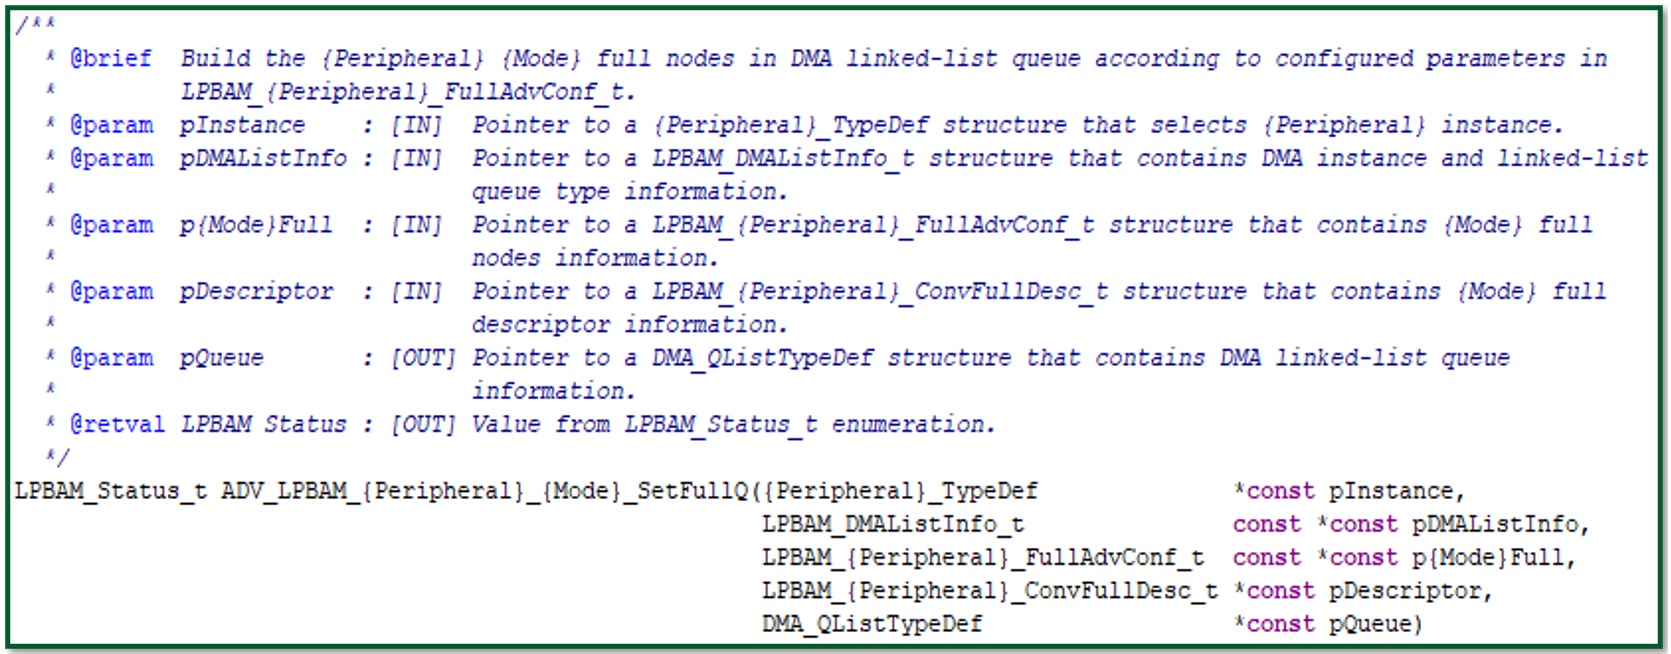 /**
* @brief Build the {Peripheral} {Mode} full nodes in DMA linked-list queue according to configured parameters in
* LPBAM_{Peripheral}_FullAdvConf_t.
* @param pInstance : [IN] Pointer to a {Peripheral}_TypeDef structure that selects {Peripheral} instance.
* @param pDMAListInfo : [IN] Pointer to a LPBAM_DMAListInfo_t structure that contains DMA instance and linked-list
* queue type information.
* @param p{Mode}Full : [IN] Pointer to a LPBAM_{Peripheral}_FullAdvConf_t structure that contains {Mode} full
* nodes information.
* @param pDescriptor : [IN] Pointer to a LPBAM_{Peripheral}_ConvFullDesc_t structure that contains {Mode} full
* descriptor information.
* @param pQueue : [OUT] Pointer to a DMA_QListTypeDef structure that contains DMA linked-list queue
* information.
* @retval LPBAM Status : [OUT] Value from LPBAM_Status_t enumeration.
*/
LPBAM_Status_t ADV_LPBAM_{Peripheral}_{Mode}_SetFullQ({Peripheral}_TypeDef *const pInstance,
LPBAM_DMAListInfo_t const *const pDMAListInfo,
LPBAM_{Peripheral}_FullAdvConf_t const *const p{Mode}Full,
LPBAM_{Peripheral}_ConvFullDesc_t *const pDescriptor,
DMA_QListTypeDef *const pQueue)